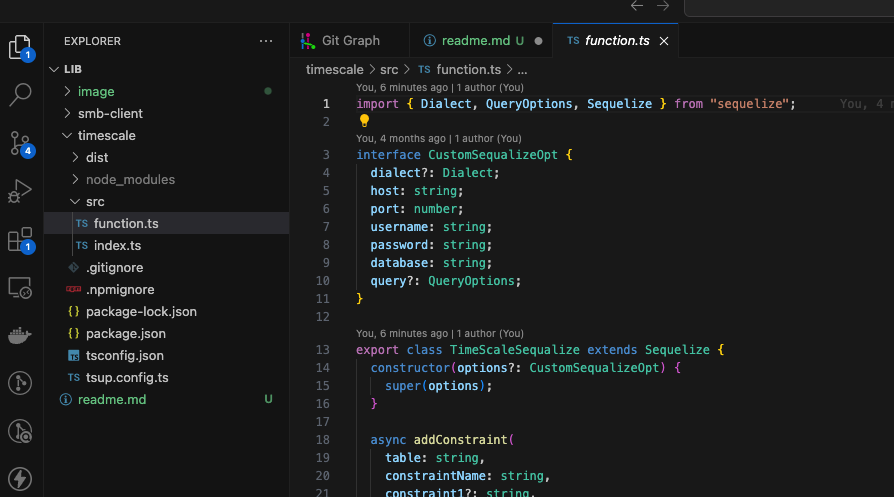 EXPLORER
LIB
image
smb-client
timescale
dist
node_modules
src
TS function.ts
TS index.ts
.gitignore
.npmignore
{} package-lock.json
{} package.json
TS tsconfig.json
TS tsup.config.ts
readme.md U
1
4
1
Git Graph
readme.md U
TS function.ts
timescale > src > TS function.ts > ...
You, 6 minutes ago | 1 author (You)
1 import { Dialect, QueryOptions, Sequelize } from "sequelize"; You, 4
2
You, 4 months ago | 1 author (You)
3 interface CustomSequalizeOpt {
4 dialect?: Dialect;
5 host: string;
6 port: number;
7 username: string;
8 password: string;
9 database: string;
10 query?: QueryOptions;
11 }
12
You, 6 minutes ago | 1 author (You)
13 export class TimeScaleSequalize extends Sequelize {
14 constructor(options?: CustomSequalizeOpt) {
15 super(options);
16 }
17
18 async addConstraint(
19 table: string,
20 constraintName: string,
21 constraint1?: string,